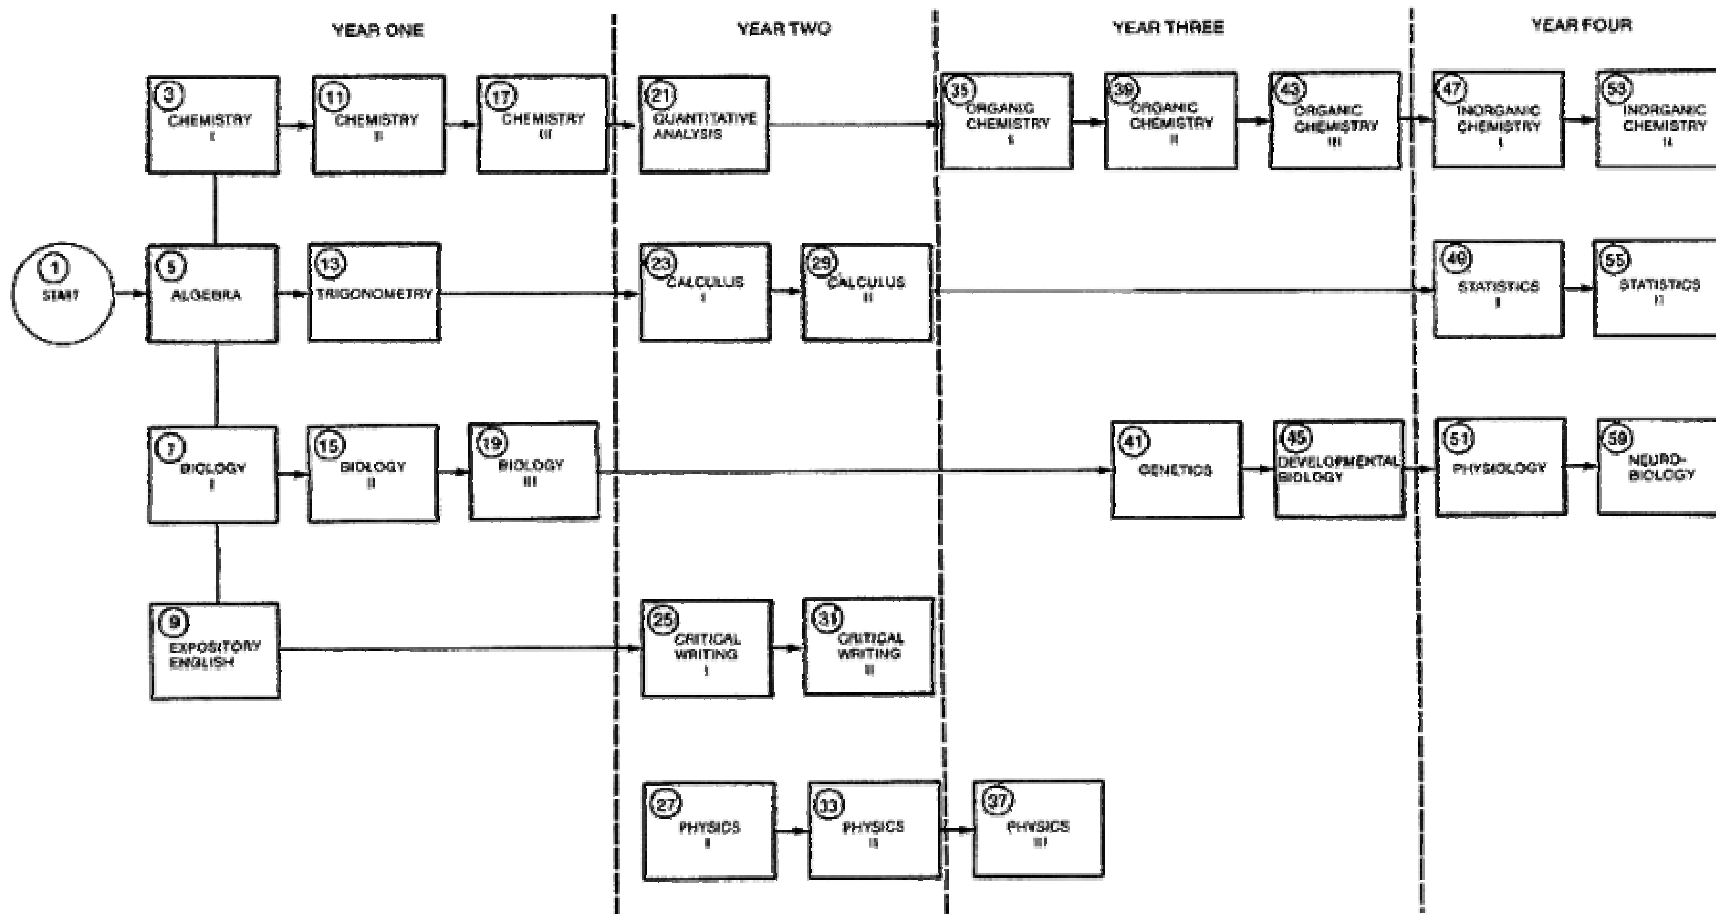 YEAR ONE
YEAR TWO
YEAR THREE
YEAR FOUR
3
CHEMISTRY
I
11
CHEMISTRY
II
17
CHEMISTRY
III
21
QUANTITATIVE
ANALYSIS
35
ORGANIC
CHEMISTRY
I
39
ORGANIC
CHEMISTRY
II
43
ORGANIC
CHEMISTRY
III
47
INORGANIC
CHEMISTRY
I
53
INORGANIC
CHEMISTRY
II
1
START
5
ALGEBRA
13
TRIGONOMETRY
23
CALCULUS
I
29
CALCULUS
II
49
STATISTICS
I
55
STATISTICS
II
7
BIOLOGY
I
15
BIOLOGY
II
19
BIOLOGY
III
41
GENETICS
45
DEVELOPMENTAL
BIOLOGY
51
PHYSIOLOGY
NEURO-
BIOLOGY
9
EXPOSITORY
ENGLISH
25
CRITICAL
WRITING
I
31
CRITICAL
WRITING
II
27
PHYSICS
I
33
PHYSICS
II
37
PHYSICS
III